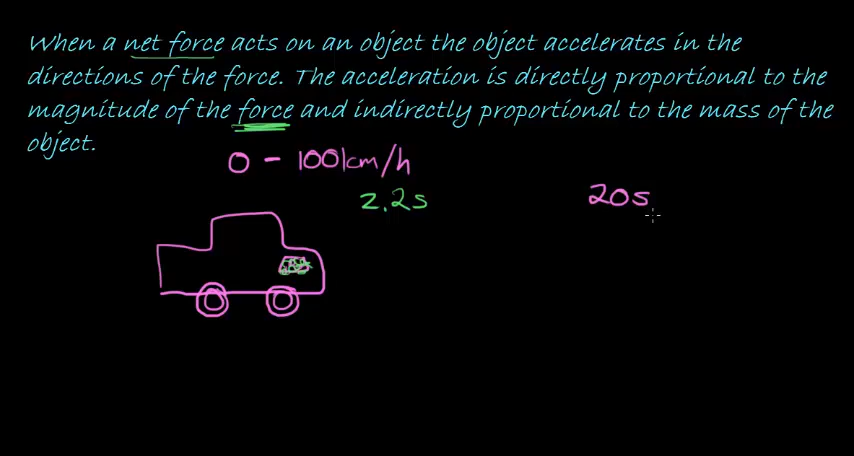 When a net force acts on an object the object accelerates in the
directions of the force. The acceleration is directly proportional to the
magnitude of the force and indirectly proportional to the mass of the
object.
0 - 100km/h
2.2s
20s